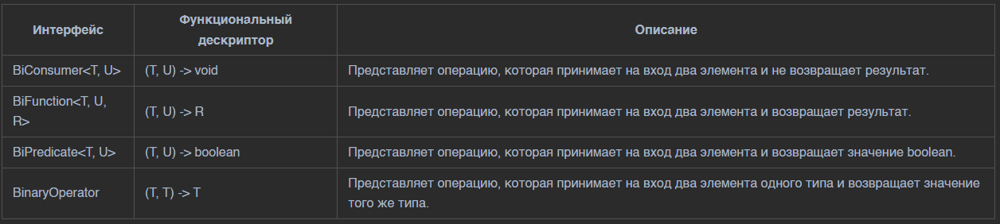 Интерфейс
Функциональный
дескриптор
Описание
BiConsumer<T, U>
(T, U) -> void
Представляет операцию, которая принимает на вход два элемента и не возвращает результат.
BiFunction<T, U,
R>
(T, U) -> R
Представляет операцию, которая принимает на вход два элемента и возвращает результат.
BiPredicate<T, U>
(T, U) -> boolean
Представляет операцию, которая принимает на вход два элемента и возвращает значение boolean.
BinaryOperator
(T, T) -> T
Представляет операцию, которая принимает на вход два элемента одного типа и возвращает значение
того же типа.